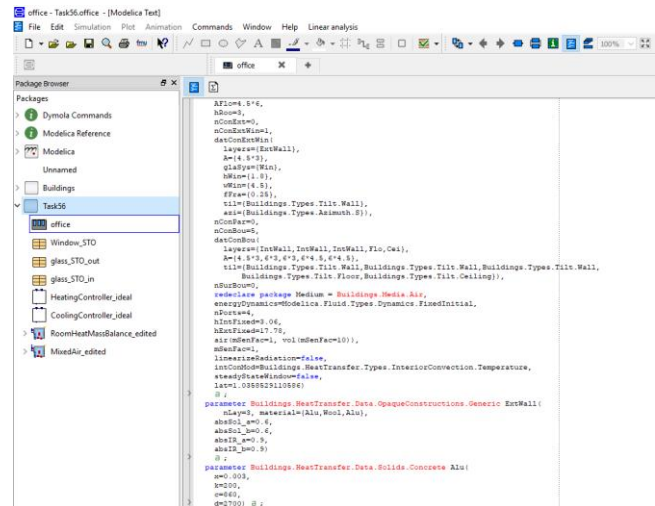 office - Task56.office - [Modelica Text]
File Edit Simulation Plot Animation Commands Window Help Linear analysis
100%
office
Package Browser
Packages
Dymola Commands
Modelica Reference
Modelica
Unnamed
Buildings
Task56
office
Window_STO
glass_STO_out
glass_STO_in
HeatingController_ideal
CoolingController_ideal
RoomHeatMassBalance_edited
MixedAir_edited
AFlo=4.5*6,
hRoo=3,
nConExt=0,
nConExtWin=1,
datConExtWin(
layers={ExtWall},
A={4.5*3},
glaSys={Win},
hWin={1.0},
wWin={4.5},
fFra={0.25},
til={Buildings.Types.Tilt.Wall},
azi={Buildings.Types.Azimuth.S}),
nConPar=0,
nConBou=5,
datConBou(
layers={IntWall,IntWall,IntWall,Flo,Cei},
A={4.5*3,6*3,6*3,6*4.5,6*4.5},
til={Buildings.Types.Tilt.Wall,Buildings.Types.Tilt.Wall,Buildings.Types.Tilt.Wall,
Buildings.Types.Tilt.Floor,Buildings.Types.Tilt.Ceiling}),
nSurBou=0,
redeclare package Medium = Buildings.Media.Air,
energyDynamics=Modelica.Fluid.Types.Dynamics.FixedInitial,
nPorts=4,
hIntFixed=3.06,
hExtFixed=17.78,
air(mSenFac=1, vol(mSenFac=10)),
mSenFac=1,
linearizeRadiation=false,
intConMod=Buildings.HeatTransfer.Types.InteriorConvection.Temperature,
steadyStateWindow=false,
lat=1.0358529110586)
a ;
parameter Buildings.HeatTransfer.Data.OpaqueConstructions.Generic ExtWall(
nLay=3, material={Alu,Wool,Alu},
absSol_a=0.6,
absSol_b=0.6,
absIR_a=0.9,
absIR_b=0.9)
a ;
parameter Buildings.HeatTransfer.Data.Solids.Concrete Alu(
x=0.003,
k=200,
c=860,
d=2700) a ;